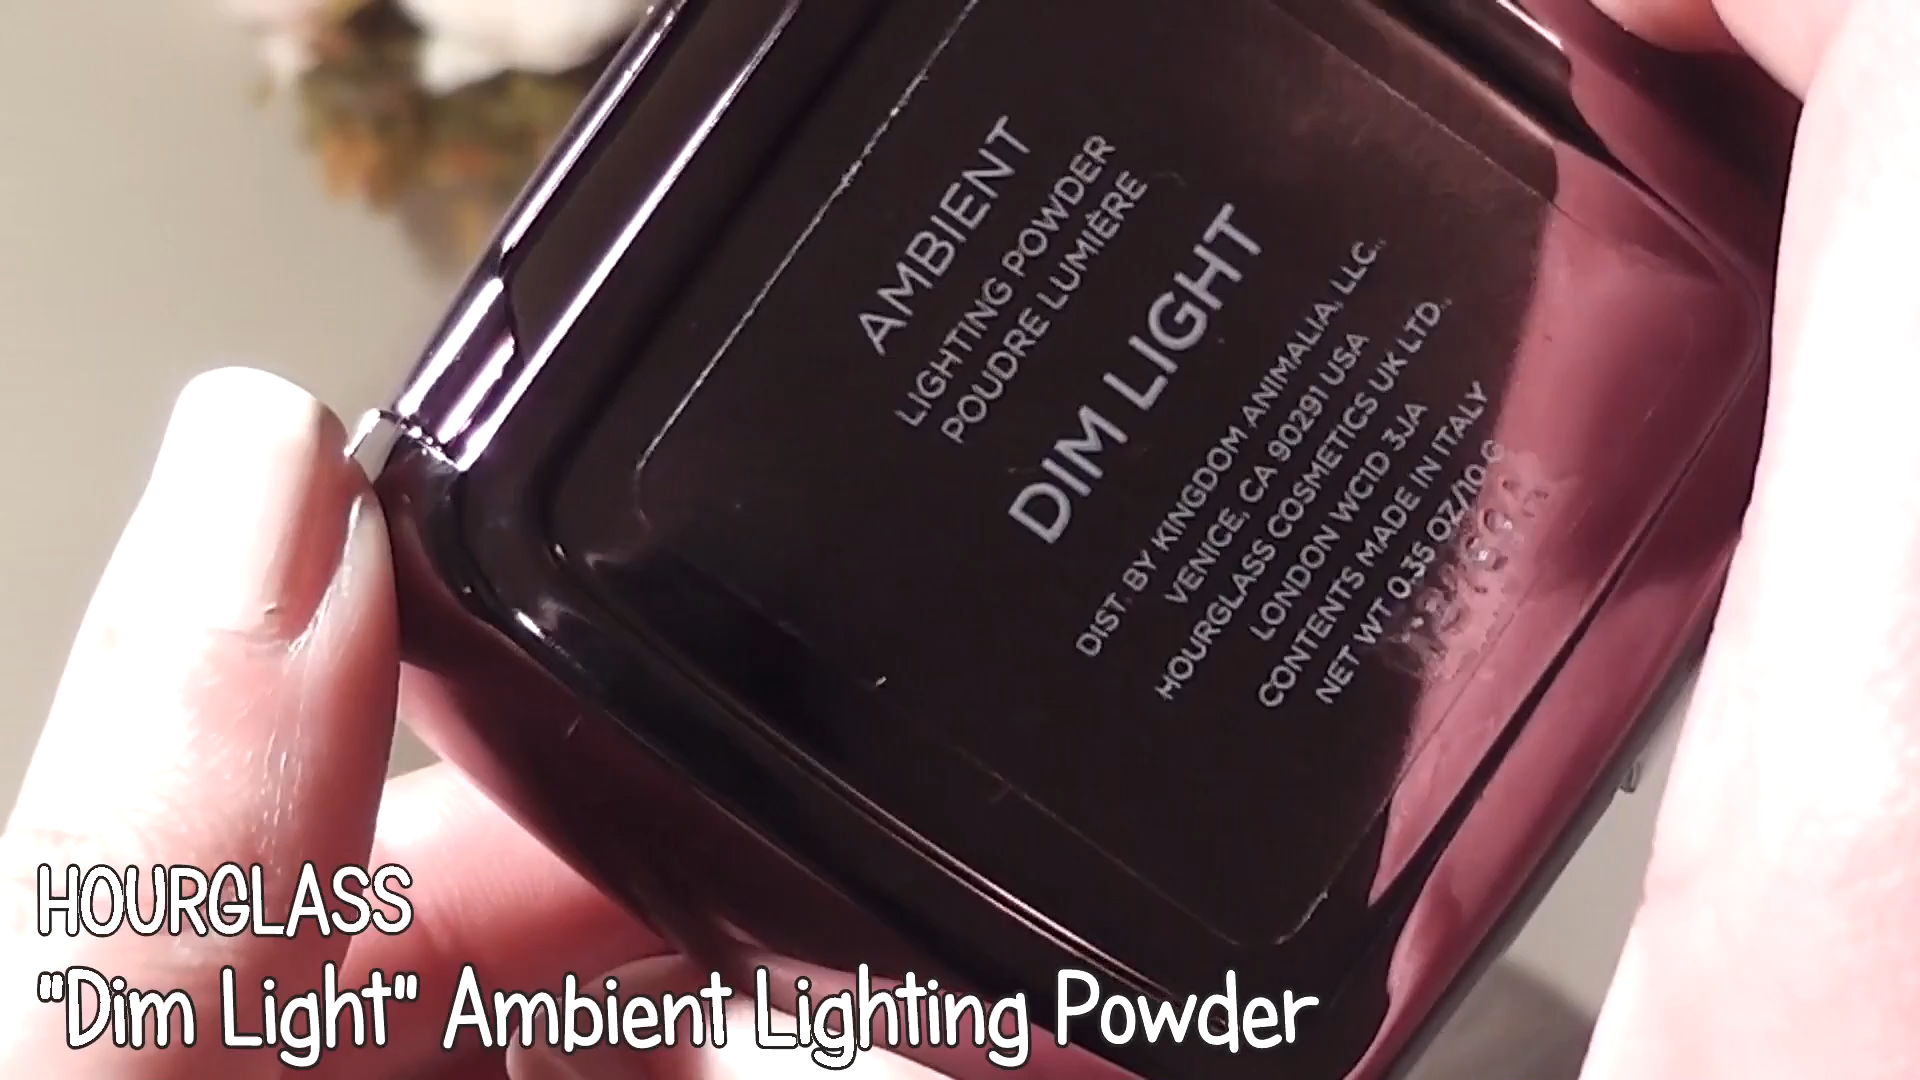 AMBIENT
LIGHTING POWDER
POUDRE LUMIÈRE
DIM LIGHT
DIST. BY KINGDOM ANIMALIA, LLC.,
VENICE, CA 90291 USA
HOURGLASS COSMETICS UK LTD.,
LONDON WC1D 3JA
CONTENTS MADE IN ITALY
NET WT 0.35 OZ/10 G
HOURGLASS
"Dim Light" Ambient Lighting Powder